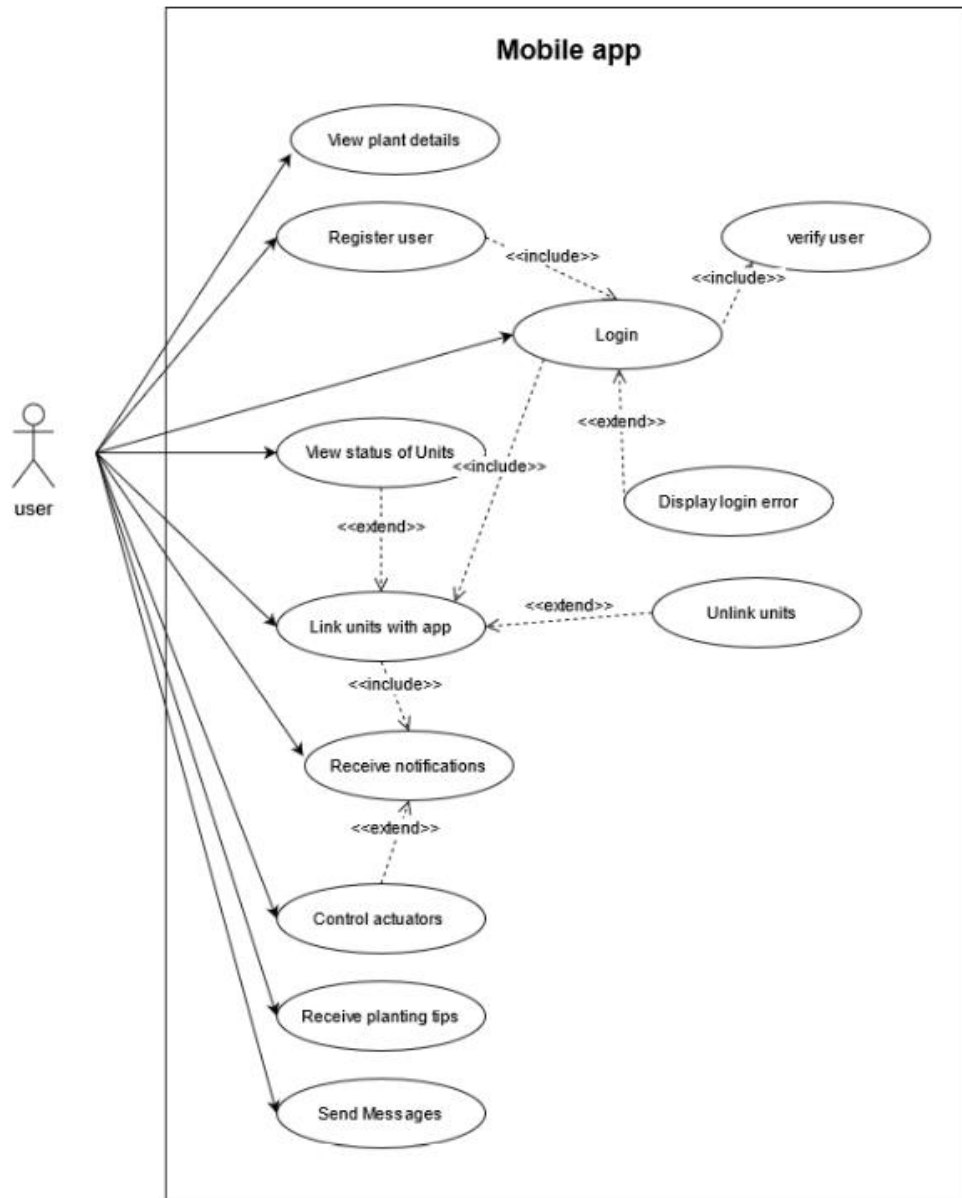 Mobile app
View plant details
Register user
verify user
<<include>>
<<include>>
Login
<<extend>>
View status of Units
<<include>>
user
Display login error
<<extend>>
<<extend>>
Unlink units
Link units with app
<<include>>
Receive notifications
<<extend>>
Control actuators
Receive planting tips
Send Messages